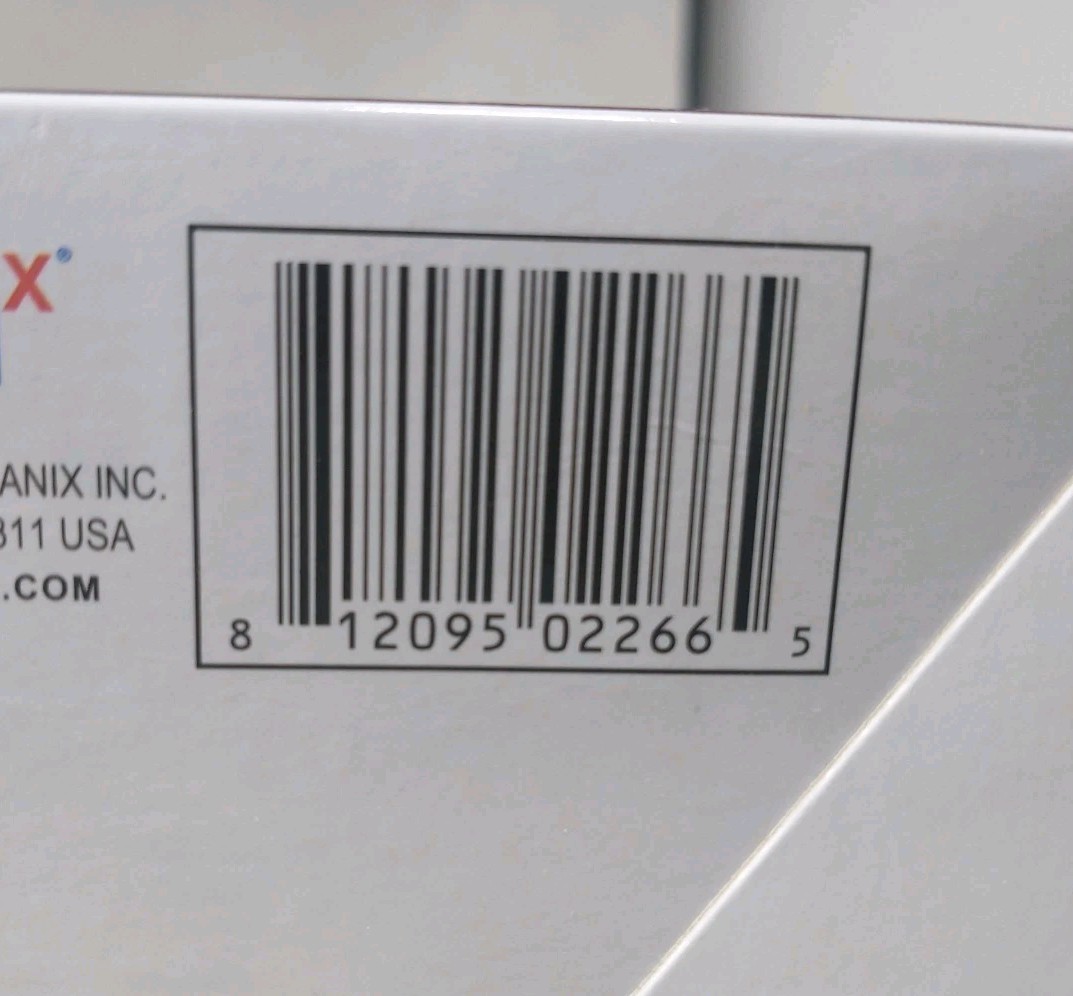 X®
ANIX INC.
311 USA
.COM
8 12095 02266 5